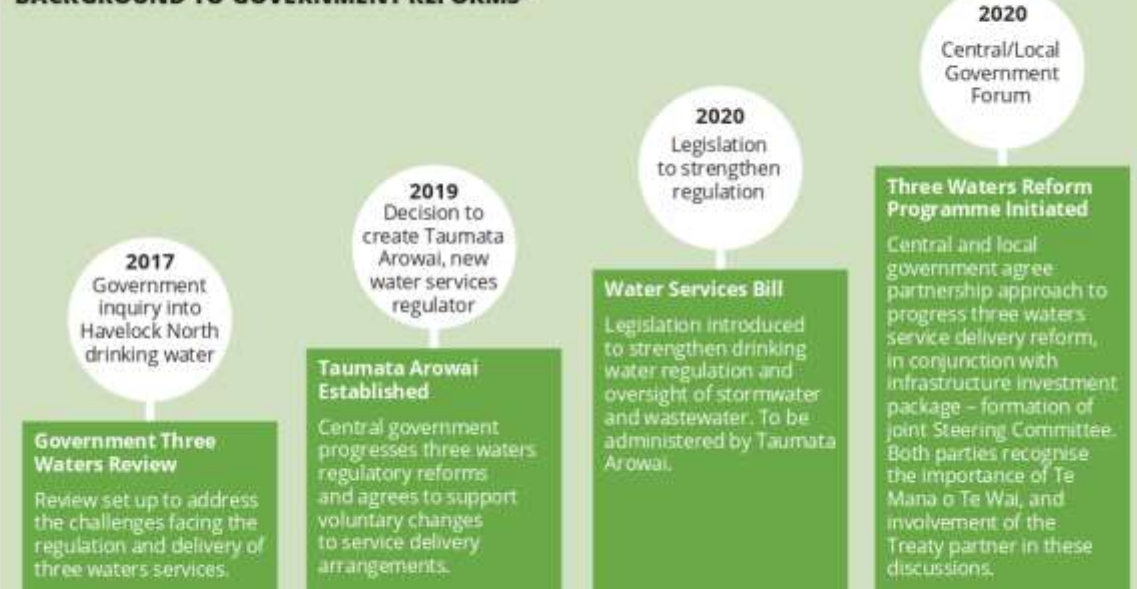 BACKGROUND TO GOVERNMENT REFORMS
2017
Government
inquiry into
Havelock North
drinking water
Government Three
Waters Review
Review set up to address
the challenges facing the
regulation and delivery of
three waters services.
2019
Decision to
create Taumata
Arowai, new
water services
regulator
Taumata Arowai
Established
Central government
progresses three waters
regulatory reforms
and agrees to support
voluntary changes
to service delivery
arrangements.
2020
Legislation
to strengthen
regulation
Water Services Bill
Legislation introduced
to strengthen drinking
water regulation and
oversight of stormwater
and wastewater. To be
administered by Taumata
Arowai.
2020
Central/Local
Government
Forum
Three Waters Reform
Programme Initiated
Central and local
government agree
partnership approach to
progress three waters
service delivery reform,
in conjunction with
infrastructure investment
package – formation of
joint Steering Committee.
Both parties recognise
the importance of Te
Mana o Te Wai, and
involvement of the
Treaty partner in these
discussions.